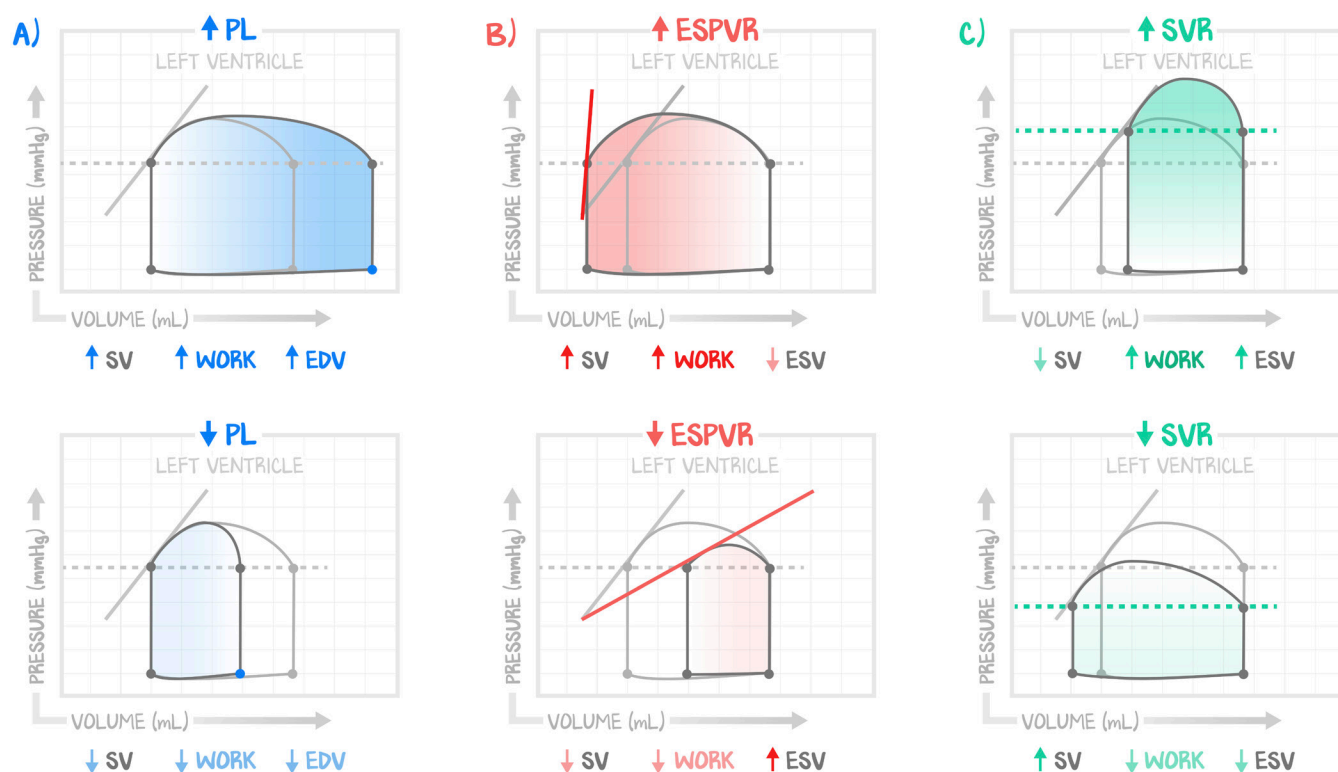 A)
↑ PL
LEFT VENTRICLE
PRESSURE (mmHg)
VOLUME (mL)
↑ SV ↑ WORK ↑ EDV
B)
↑ ESPVR
LEFT VENTRICLE
PRESSURE (mmHg)
VOLUME (mL)
↑ SV ↑ WORK ↓ ESV
C)
↑ SVR
LEFT VENTRICLE
PRESSURE (mmHg)
VOLUME (mL)
↓ SV ↑ WORK ↑ ESV
↓ PL
LEFT VENTRICLE
PRESSURE (mmHg)
VOLUME (mL)
↓ SV ↓ WORK ↓ EDV
↓ ESPVR
LEFT VENTRICLE
PRESSURE (mmHg)
VOLUME (mL)
↓ SV ↓ WORK ↑ ESV
↓ SVR
LEFT VENTRICLE
PRESSURE (mmHg)
VOLUME (mL)
↑ SV ↓ WORK ↓ ESV